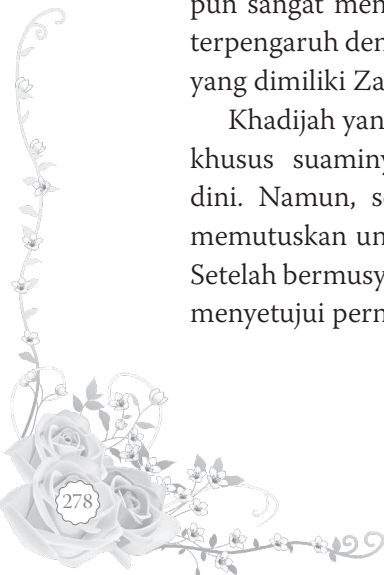 pun sangat men
terpengaruh den
yang dimiliki Za
Khadijah yan
khusus suaminy
dini. Namun, s
memutuskan un
Setelah bermusy
menyetujui pern
278